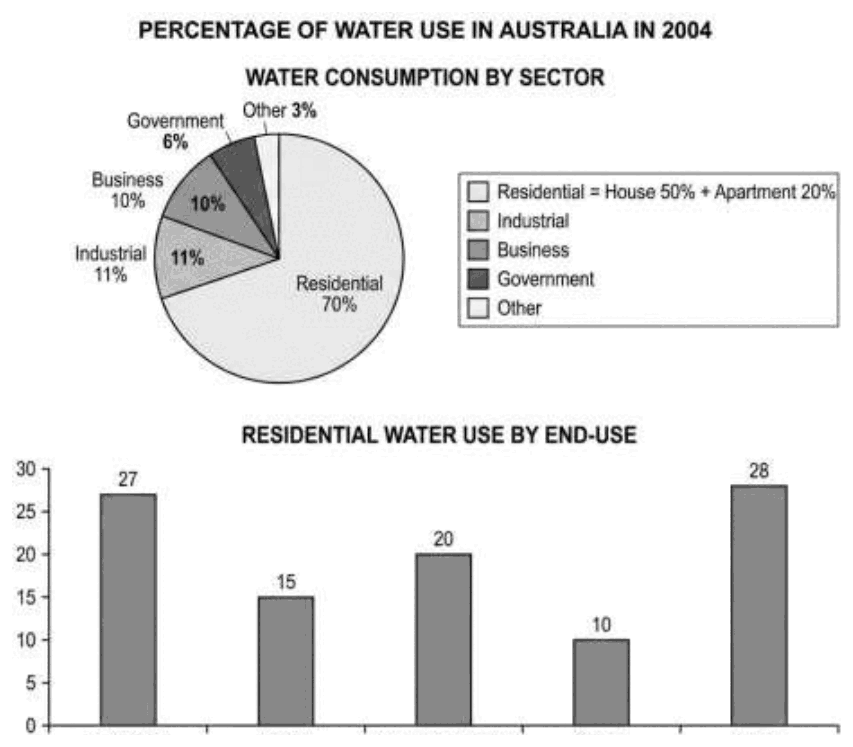 PERCENTAGE OF WATER USE IN AUSTRALIA IN 2004
WATER CONSUMPTION BY SECTOR
Other 3%
Government
6%
Business
10%
10%
Industrial
11%
11%
Residential
70%
Residential = House 50% + Apartment 20%
Industrial
Business
Government
Other
RESIDENTIAL WATER USE BY END-USE
30
25
20
15
10
5
0
27
15
20
10
28